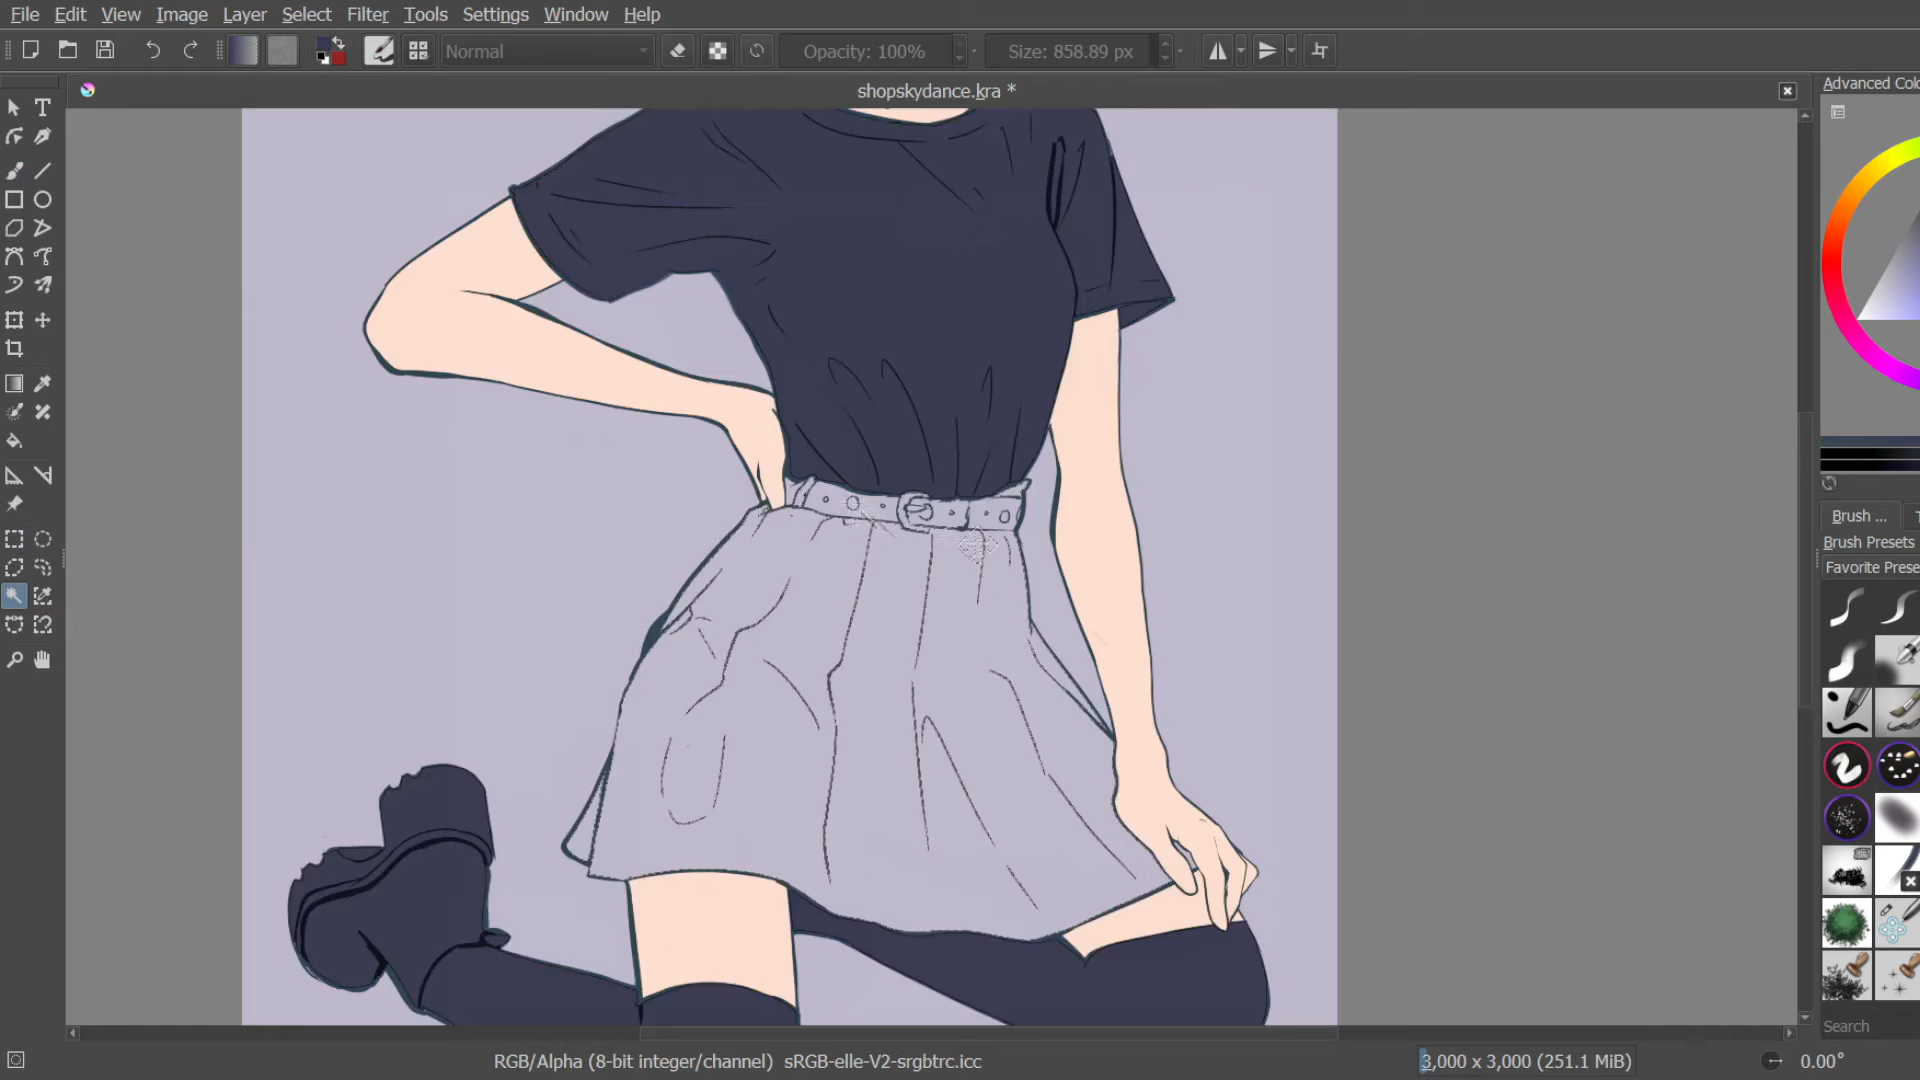 File Edit View Image Layer Select Filter Tools Settings Window Help
Normal Opacity: 100% Size: 858.89 px
shopskydance.kra *
Advanced Colo
Brush ...
Brush Presets
Favorite Prese
Search
RGB/Alpha (8-bit integer/channel) sRGB-elle-V2-srgbtrc.icc 3,000 x 3,000 (251.1 MiB) 0.00°